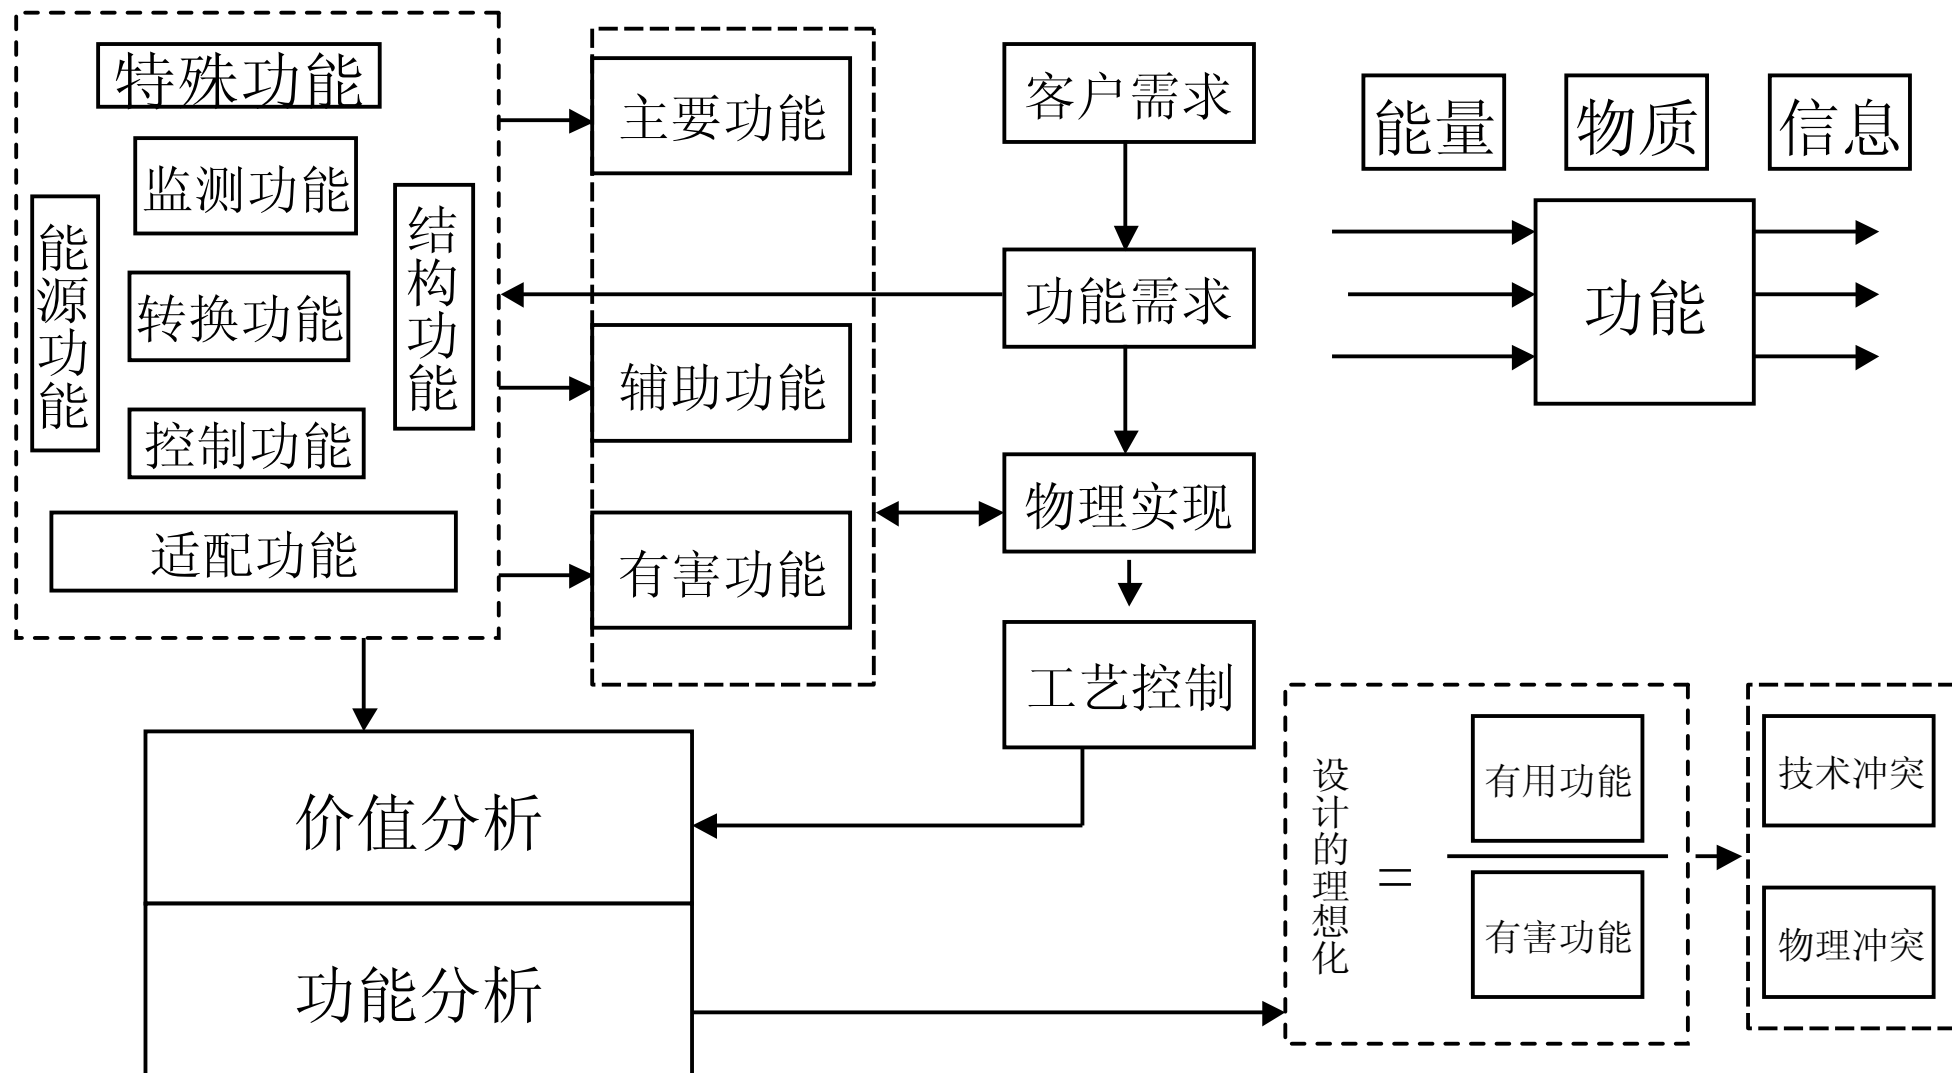 特殊功能
监测功能
能源功能
转换功能
结构功能
控制功能
适配功能
主要功能
辅助功能
有害功能
客户需求
功能需求
物理实现
工艺控制
能量
物质
信息
功能
价值分析
功能分析
设计的理想化
=
有用功能
有害功能
技术冲突
物理冲突